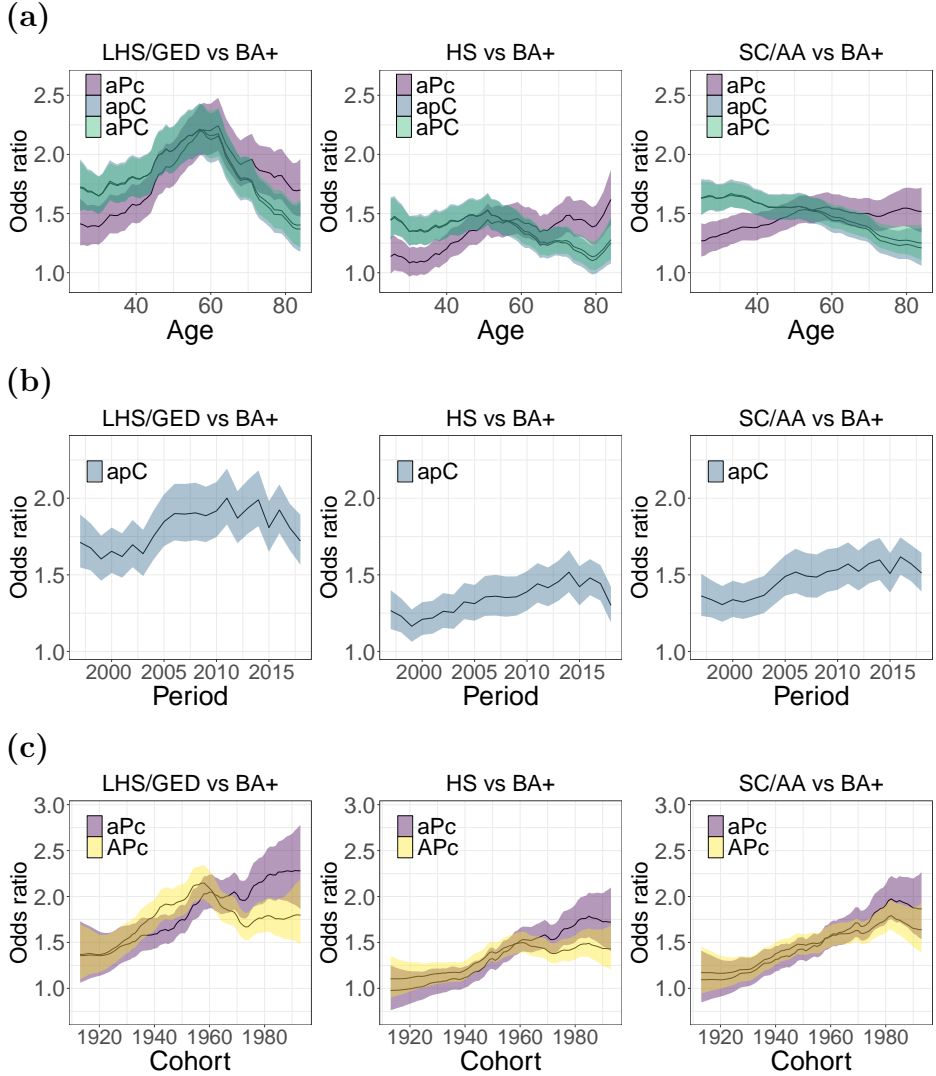 (a)
LHS/GED vs BA+
HS vs BA+
SC/AA vs BA+
Odds ratio
2.5
2.0
1.5
1.0
aPc
apC
aPC
40
60
80
Age
Odds ratio
2.5
2.0
1.5
1.0
aPc
apC
aPC
40
60
80
Age
Odds ratio
2.5
2.0
1.5
1.0
aPc
apC
aPC
40
60
80
Age
(b)
LHS/GED vs BA+
HS vs BA+
SC/AA vs BA+
Odds ratio
2.0
1.5
1.0
apC
2000
2005
2010
2015
Period
Odds ratio
2.0
1.5
1.0
apC
2000
2005
2010
2015
Period
Odds ratio
2.0
1.5
1.0
apC
2000
2005
2010
2015
Period
(c)
LHS/GED vs BA+
HS vs BA+
SC/AA vs BA+
Odds ratio
3.0
2.5
2.0
1.5
1.0
aPc
APc
1920
1940
1960
1980
Cohort
Odds ratio
3.0
2.5
2.0
1.5
1.0
aPc
APc
1920
1940
1960
1980
Cohort
Odds ratio
3.0
2.5
2.0
1.5
1.0
aPc
APc
1920
1940
1960
1980
Cohort